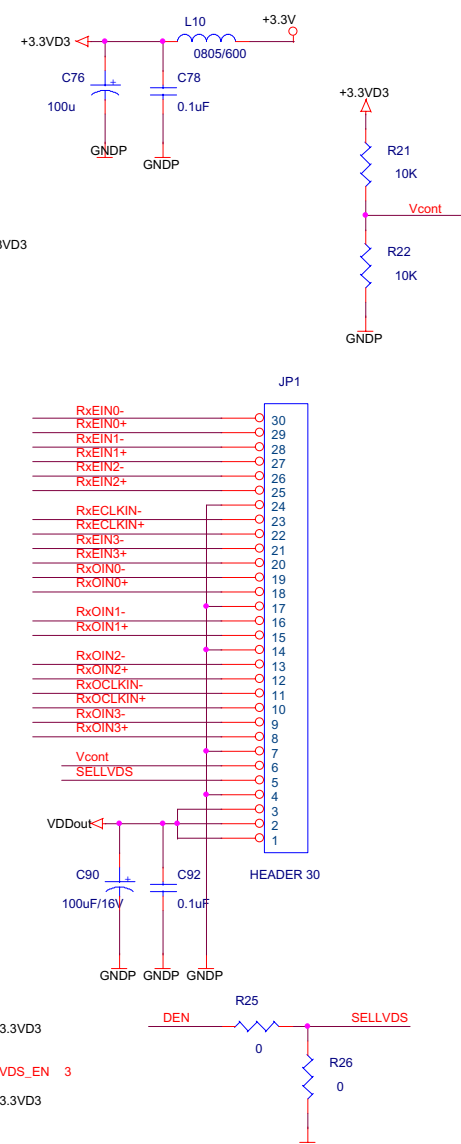 L10
+3.3V
+3.3VD3
0805/600
C76
C78
100u
0.1uF
GNDP
GNDP
+3.3VD3
R21
10K
Vcont
R22
10K
GNDP
3VD3
JP1
RxEIN0- 30
RxEIN0+ 29
RxEIN1- 28
RxEIN1+ 27
RxEIN2- 26
RxEIN2+ 25
24
RxECLKIN- 23
RxECLKIN+ 22
RxEIN3- 21
RxEIN3+ 20
RxOIN0- 19
RxOIN0+ 18
17
RxOIN1- 16
RxOIN1+ 15
14
RxOIN2- 13
RxOIN2+ 12
RxOCLKIN- 11
RxOCLKIN+ 10
RxOIN3- 9
RxOIN3+ 8
7
Vcont 6
SELLVDS 5
4
3
VDDout 2
1
C90
C92
HEADER 30
100uF/16V
0.1uF
GNDP GNDP GNDP
R25
DEN
SELLVDS
0
R26
0
3.3VD3
VDS_EN 3
3.3VD3